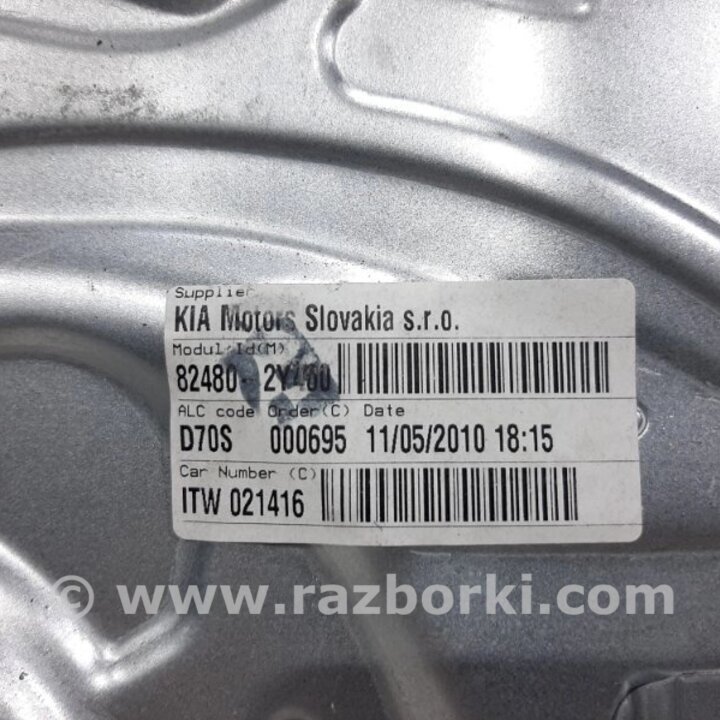 Supplier
KIA Motors Slovakia s.r.o.
Modul Id(M)
82480- 2Y400
ALC code Order(C) Date
D70S 000695 11/05/2010 18:15
Car Number (C)
ITW 021416
© www.razborki.com